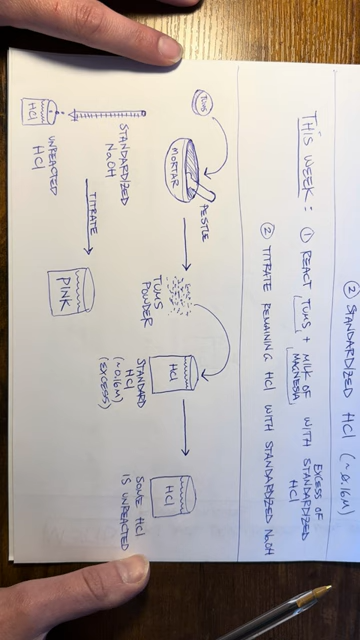 ② STANDARDIZED HCl (~0.16M)
THIS WEEK: ① REACT TUMS + MILK OF MAGNESIA WITH EXCESS OF STANDARDIZED HCl
② TITRATE REMAINING HCl WITH STANDARDIZED NaOH
TUMS
MORTAR
PESTLE
TUMS
POWDER
HCl
STANDARD
HCl
(~0.16M)
(EXCESS)
HCl
SOME HCl
IS UNREACTED
STANDARDIZED
NaOH
HCl
UNREACTED
HCl
TITRATE
PINK